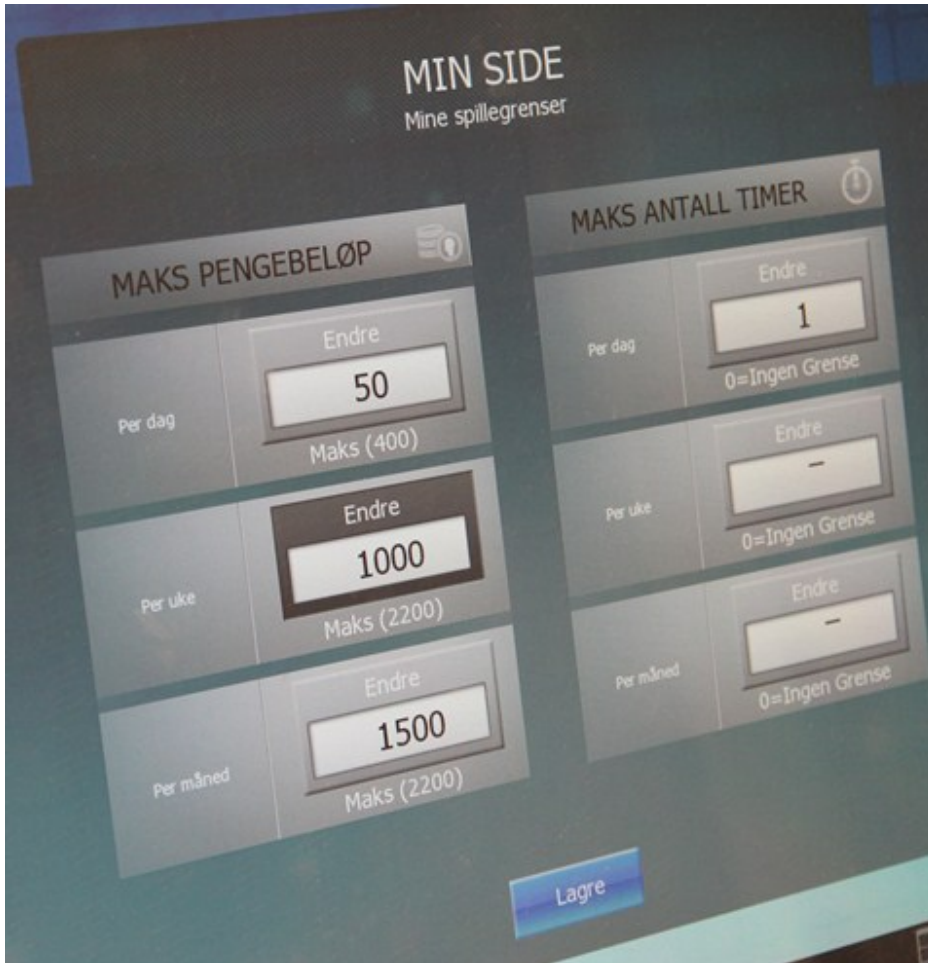 MIN SIDE
Mine spillegrenser
MAKS PENGEBELØP
Per dag
Endre
50
Maks (400)
Per uke
Endre
1000
Maks (2200)
Per måned
Endre
1500
Maks (2200)
MAKS ANTALL TIMER
Per dag
Endre
1
0=Ingen Grense
Per uke
Endre
–
0=Ingen Grense
Per måned
Endre
–
0=Ingen Grense
Lagre